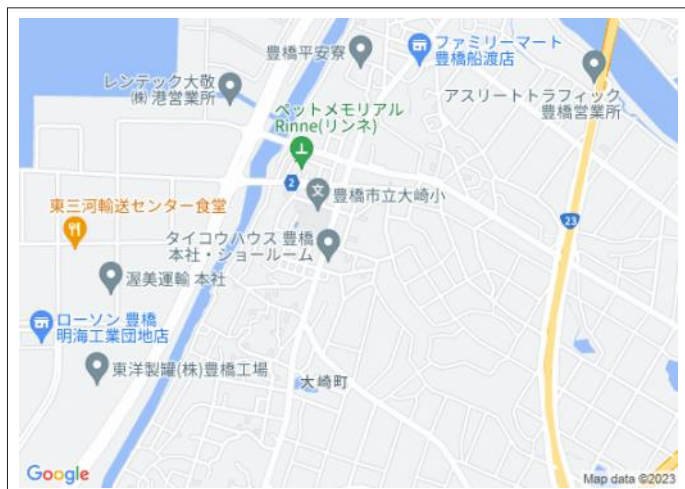 豊橋平安寮
ファミリーマート
豊橋船渡店
レンテック大敬
㈱ 港営業所
アスリートトラフィック
豊橋営業所
ペットメモリアル
Rinne(リンネ)
2
豊橋市立大崎小
東三河輸送センター食堂
23
タイコウハウス 豊橋
本社・ショールーム
渥美運輸 本社
ローソン 豊橋
明海工業団地店
東洋製罐(株)豊橋工場
大崎町
Google
Map data ©2023